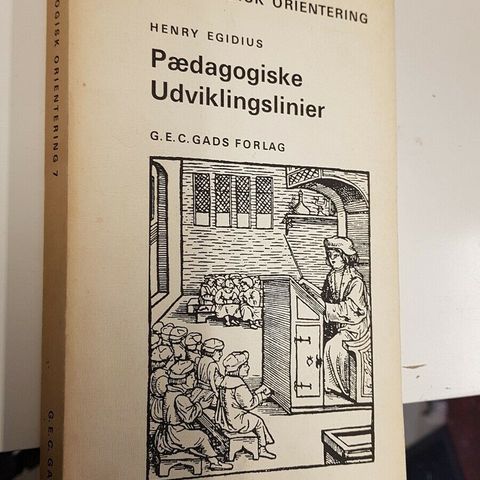 ORIENTERING
HENRY EGIDIUS
Pædagogiske
Udviklingslinier
G.E.C. GADS FORLAG
ORIENTERING 7
G.E.C.